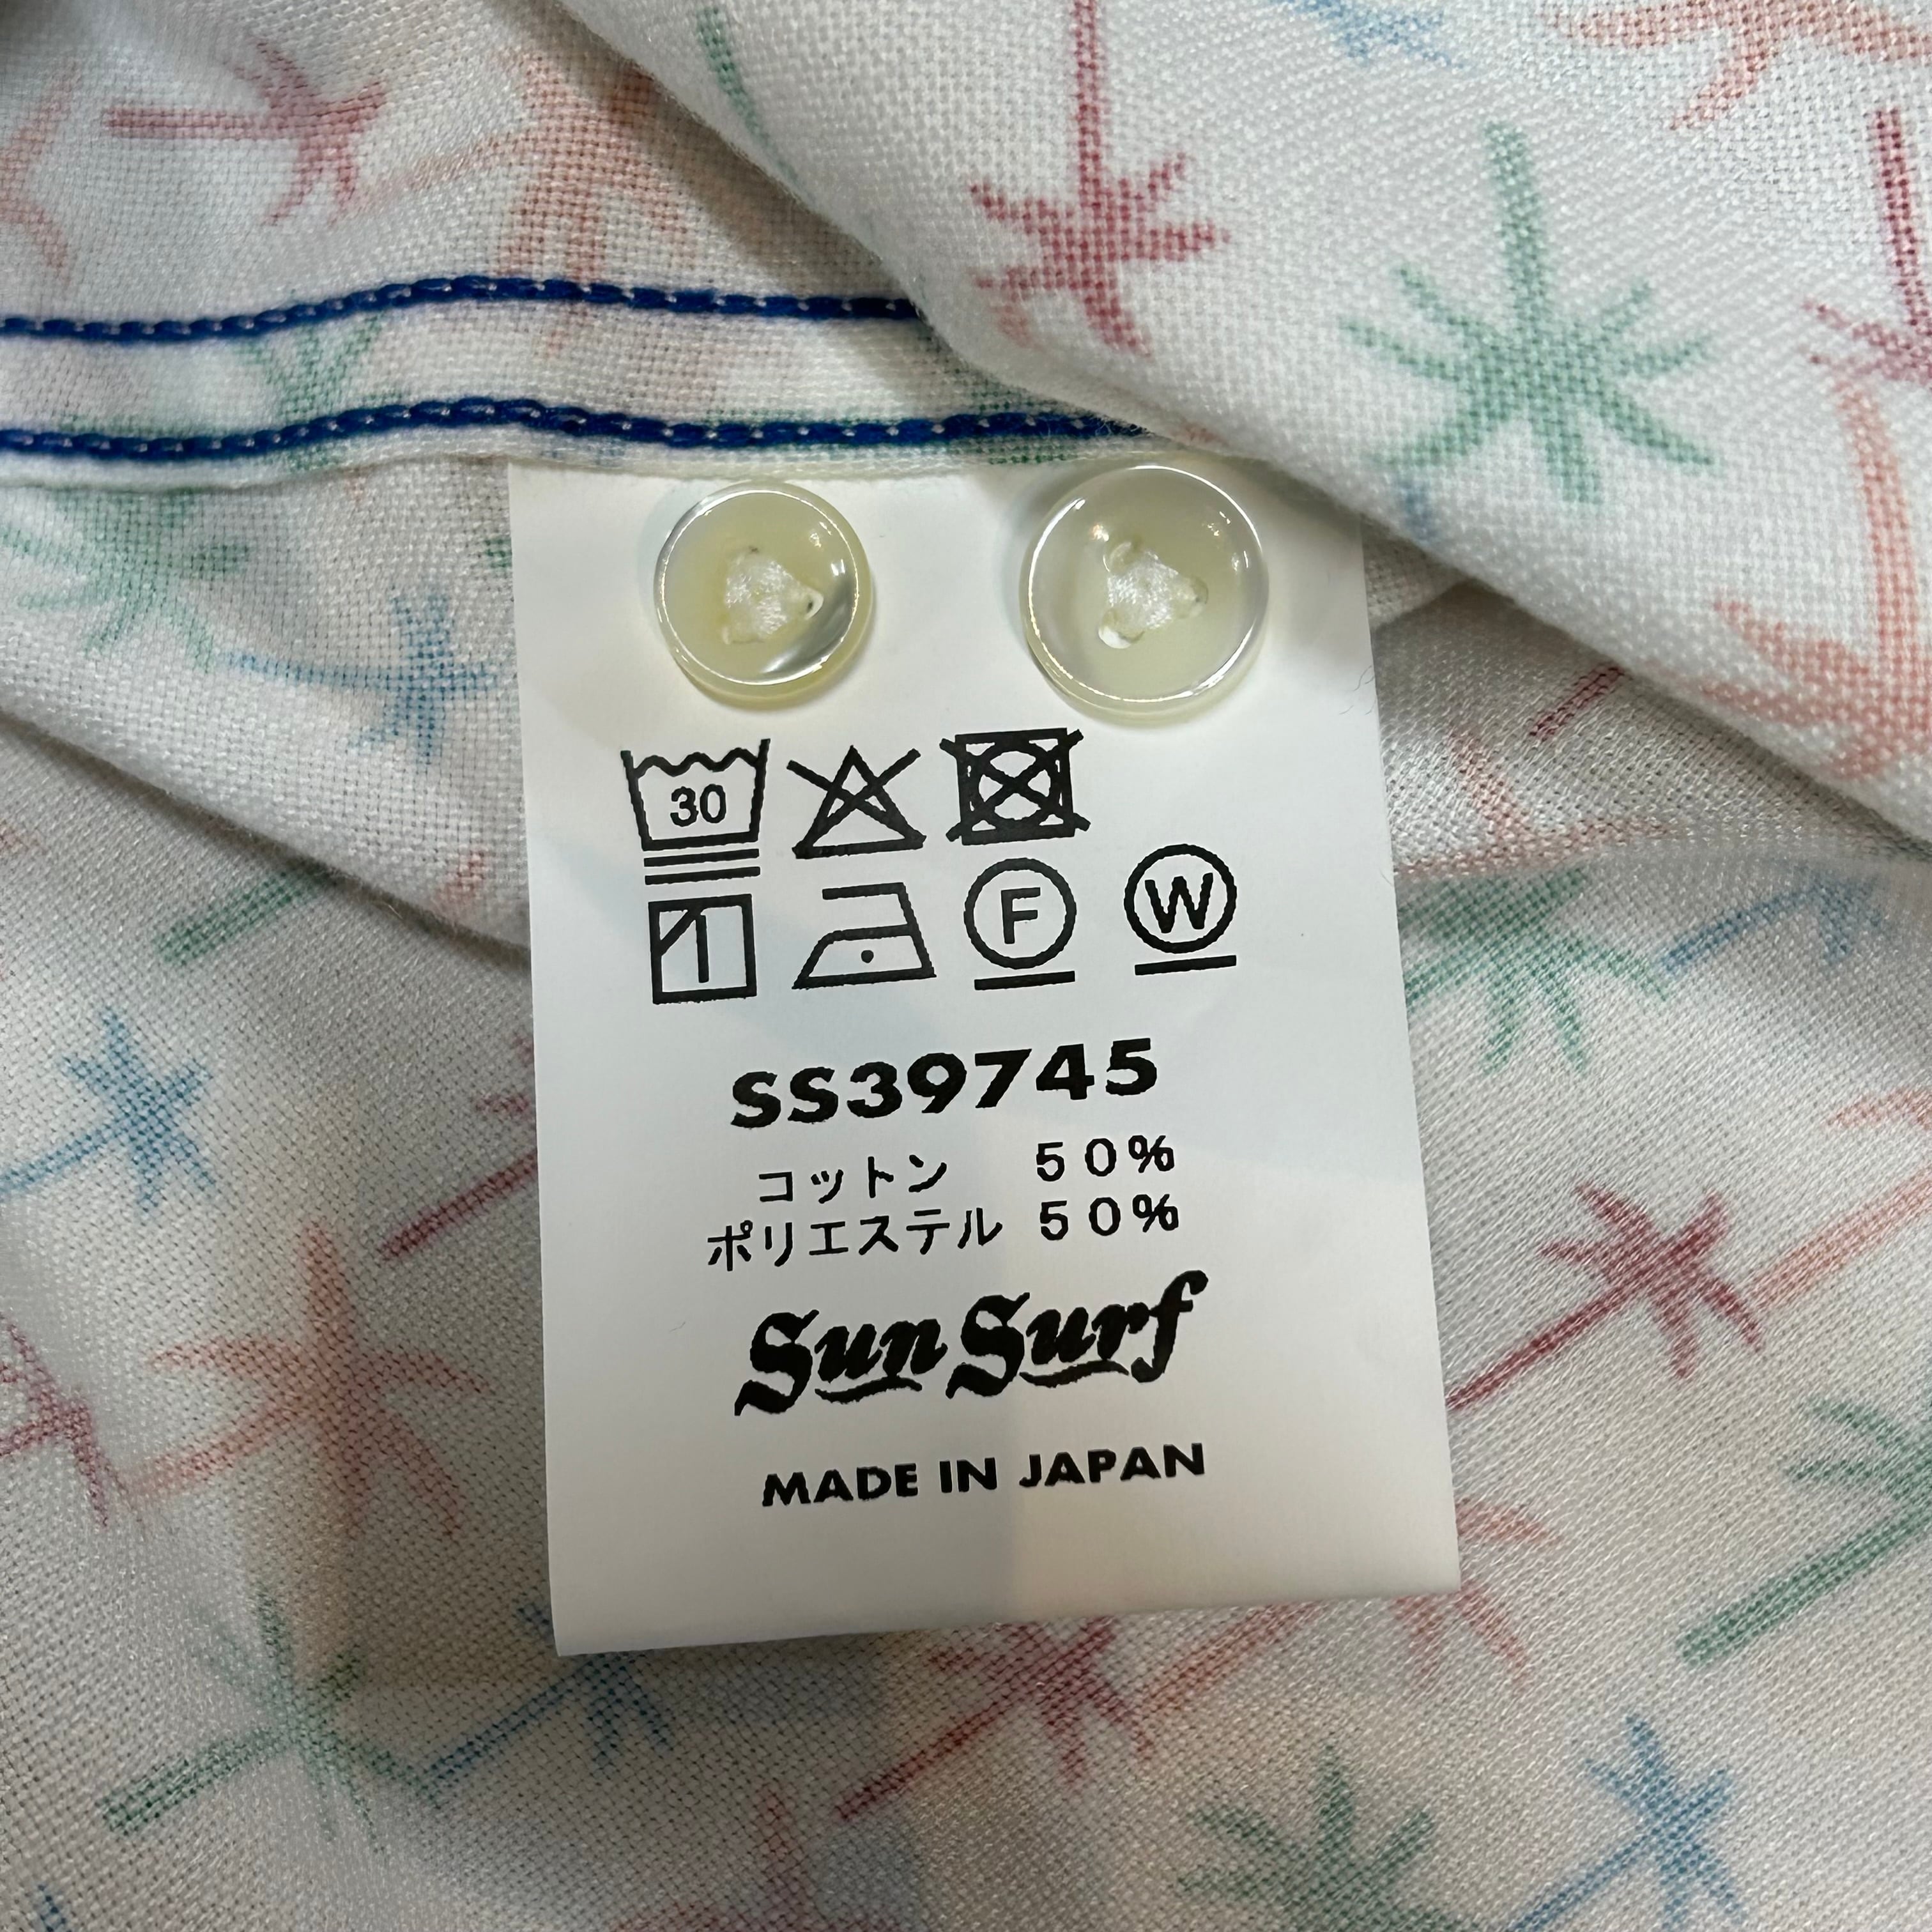 30
F W
SS39745
コットン 50%
ポリエステル 50%
Sun Surf
MADE IN JAPAN